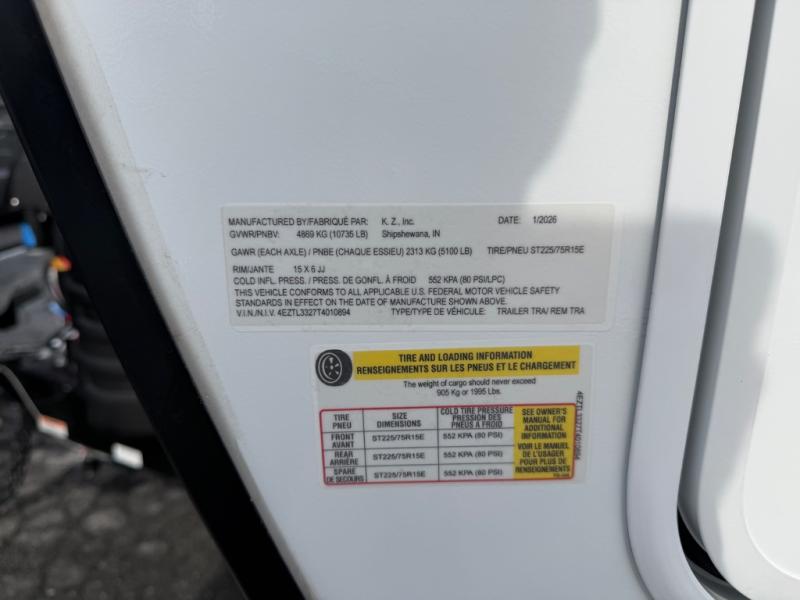 MANUFACTURED BY/FABRIQUÉ PAR: K. Z., Inc. DATE: 1/2026
GVWR/PNBV: 4869 KG (10735 LB) Shipshewana, IN
GAWR (EACH AXLE) / PNBE (CHAQUE ESSIEU) 2313 KG (5100 LB) TIRE/PNEU ST225/75R15E
RIM/JANTE 15 X 6 JJ
COLD INFL. PRESS. / PRESS. DE GONFL. À FROID 552 KPA (80 PSI/LPC)
THIS VEHICLE CONFORMS TO ALL APPLICABLE U.S. FEDERAL MOTOR VEHICLE SAFETY
STANDARDS IN EFFECT ON THE DATE OF MANUFACTURE SHOWN ABOVE.
V.I.N./N.I.V. 4EZTL3327T4010894 TYPE/TYPE DE VÉHICULE: TRAILER TRA/ REM TRA
TIRE AND LOADING INFORMATION
RENSEIGNEMENTS SUR LES PNEUS ET LE CHARGEMENT
The weight of cargo should never exceed
905 Kg or 1995 Lbs.
TIRE
PNEU
SIZE
DIMENSIONS
COLD TIRE PRESSURE
PRESSION DES
PNEUS A FROID
FRONT
AVANT
ST225/75R15E
552 KPA (80 PSI)
REAR
ARRIÈRE
ST225/75R15E
552 KPA (80 PSI)
SPARE
DE SECOURS
ST225/75R15E
552 KPA (80 PSI)
SEE OWNER'S
MANUAL FOR
ADDITIONAL
INFORMATION
VOIR LE MANUEL
DE L'USAGER
POUR PLUS DE
RENSEIGNEMENTS
4EZTL3327T4010894